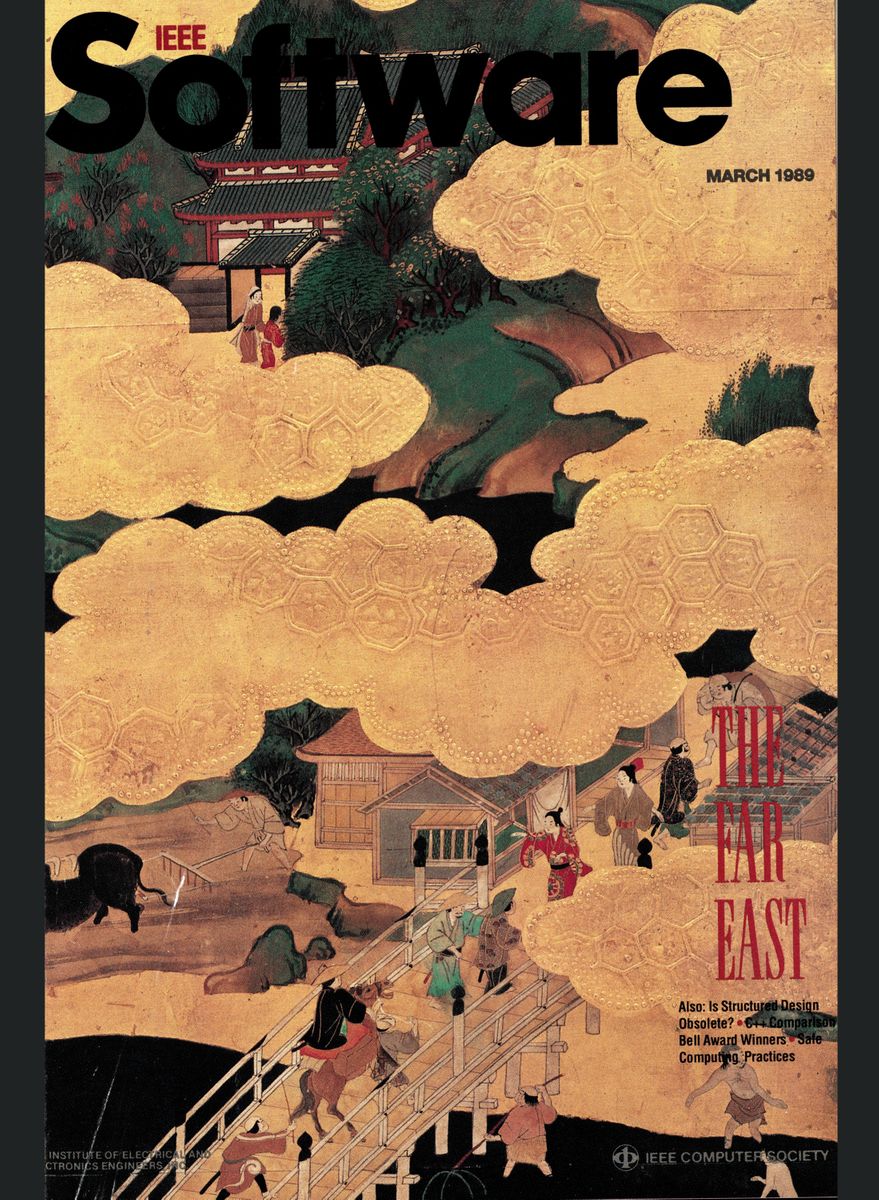 IEEE
Software
MARCH 1989
THE
FAR
EAST
Also: Is Structured Design
Obsolete? • C++ Comparison
Bell Award Winners • Safe
Computing Practices
INSTITUTE OF ELECTRICAL AND
CTRONICS ENGINEERS, INC.
IEEE COMPUTER SOCIETY